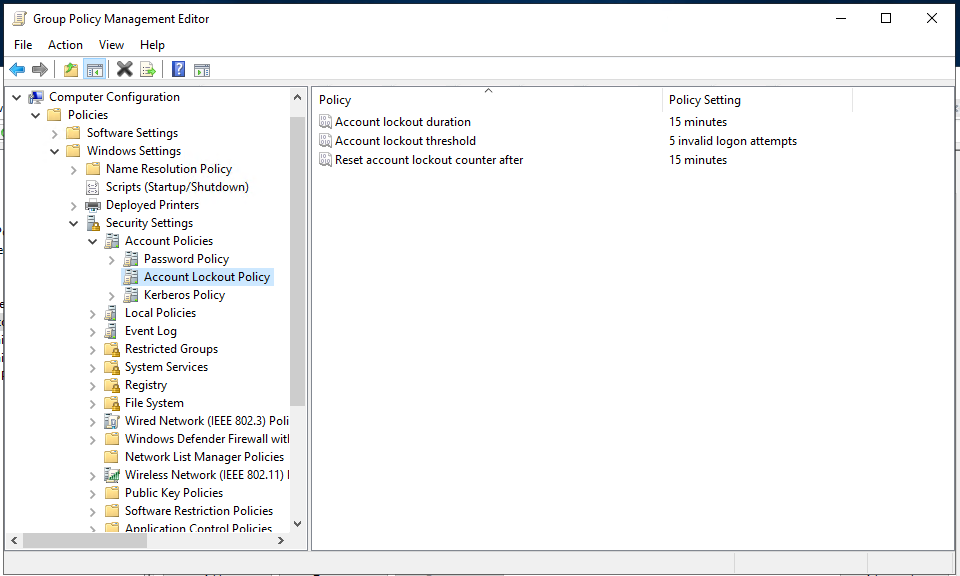 Group Policy Management Editor
File Action View Help
Computer Configuration
Policies
Software Settings
Windows Settings
Name Resolution Policy
Scripts (Startup/Shutdown)
Deployed Printers
Security Settings
Account Policies
Password Policy
Account Lockout Policy
Kerberos Policy
Local Policies
Event Log
Restricted Groups
System Services
Registry
File System
Wired Network (IEEE 802.3) Poli
Windows Defender Firewall with
Network List Manager Policies
Wireless Network (IEEE 802.11)
Public Key Policies
Software Restriction Policies
Application Control Policies
Policy Policy Setting
Account lockout duration 15 minutes
Account lockout threshold 5 invalid logon attempts
Reset account lockout counter after 15 minutes